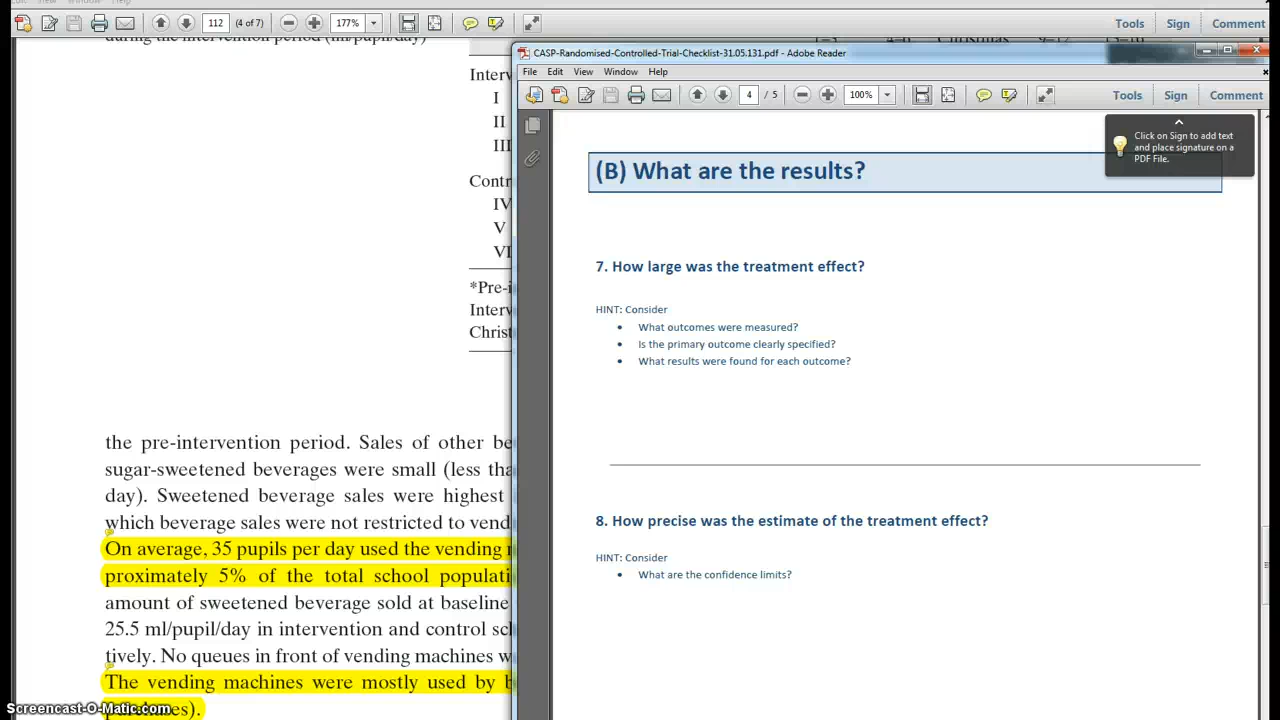 112 (4 of 7) 177% Tools Sign Comment
during the intervention period (ml/pupil/day)
Interv
I
II
III
Contr
IV
V
VI
*Pre-i
Interv
Christ
the pre-intervention period. Sales of other be
sugar-sweetened beverages were small (less tha
day). Sweetened beverage sales were highest
which beverage sales were not restricted to vend
On average, 35 pupils per day used the vending
proximately 5% of the total school populati
amount of sweetened beverage sold at baseline
25.5 ml/pupil/day in intervention and control sch
tively. No queues in front of vending machines w
The vending machines were mostly used by b
Screencast-O-Matic.com
CASP-Randomised-Controlled-Trial-Checklist-31.05.131.pdf - Adobe Reader
File Edit View Window Help
4 / 5 100% Tools Sign Comment
Click on Sign to add text
and place signature on a
PDF File.
(B) What are the results?
7. How large was the treatment effect?
HINT: Consider
• What outcomes were measured?
• Is the primary outcome clearly specified?
• What results were found for each outcome?
8. How precise was the estimate of the treatment effect?
HINT: Consider
• What are the confidence limits?